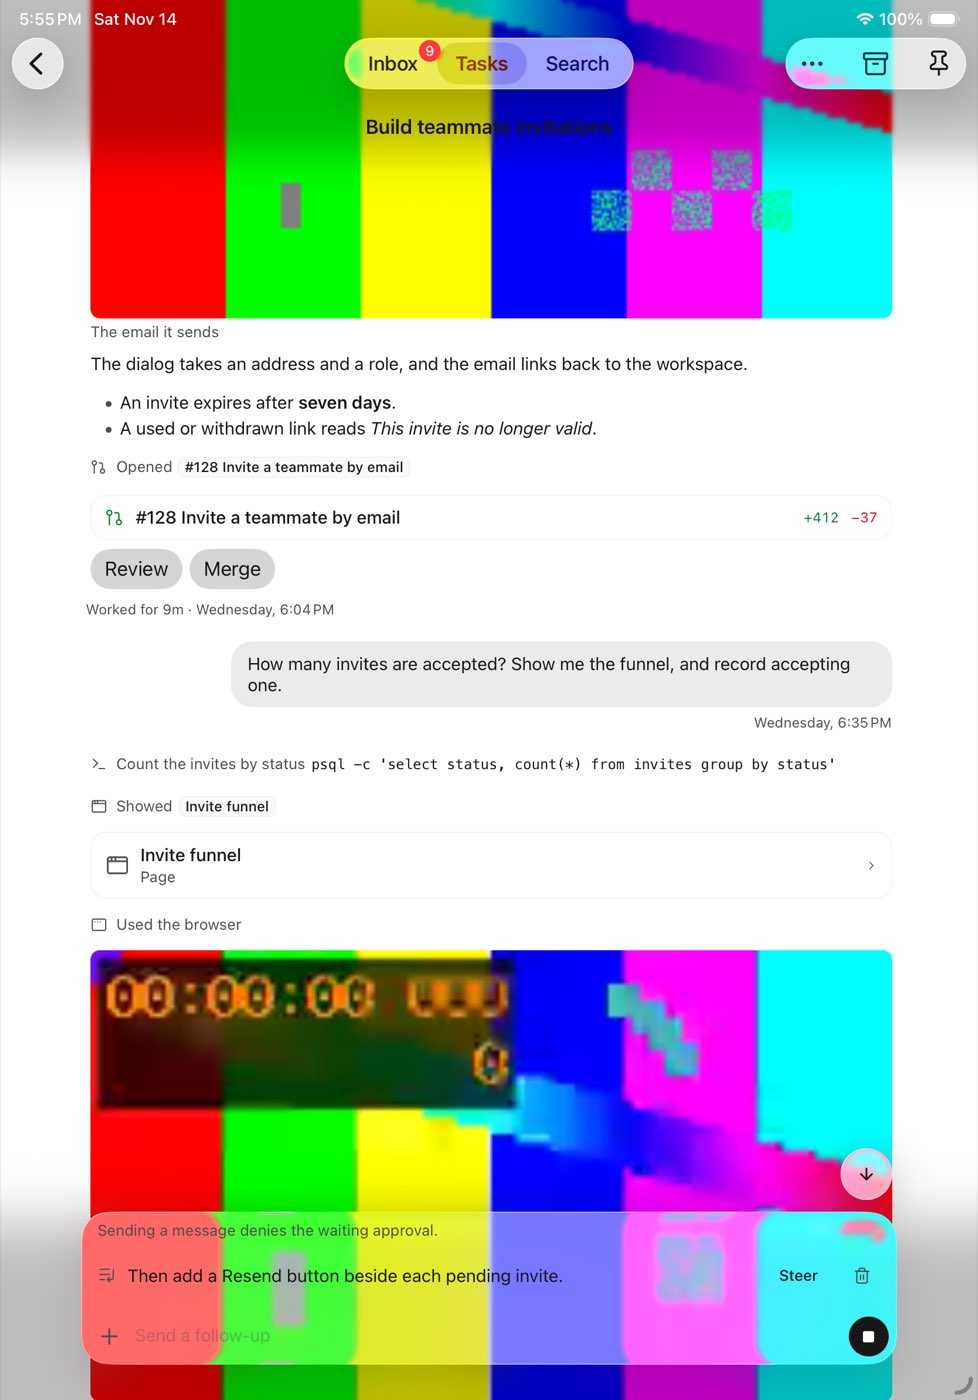 5:55 PM Sat Nov 14
100%
Inbox
9
Tasks
Search
Build teammate invitations
The email it sends
The dialog takes an address and a role, and the email links back to the workspace.
An invite expires after seven days.
A used or withdrawn link reads This invite is no longer valid.
Opened #128 Invite a teammate by email
#128 Invite a teammate by email +412 −37
Review Merge
Worked for 9m · Wednesday, 6:04 PM
How many invites are accepted? Show me the funnel, and record accepting
one.
Wednesday, 6:35 PM
Count the invites by status psql -c 'select status, count(*) from invites group by status'
Showed Invite funnel
Invite funnel
Page
Used the browser
00:00:00
0
Sending a message denies the waiting approval.
Then add a Resend button beside each pending invite. Steer
Send a follow-up